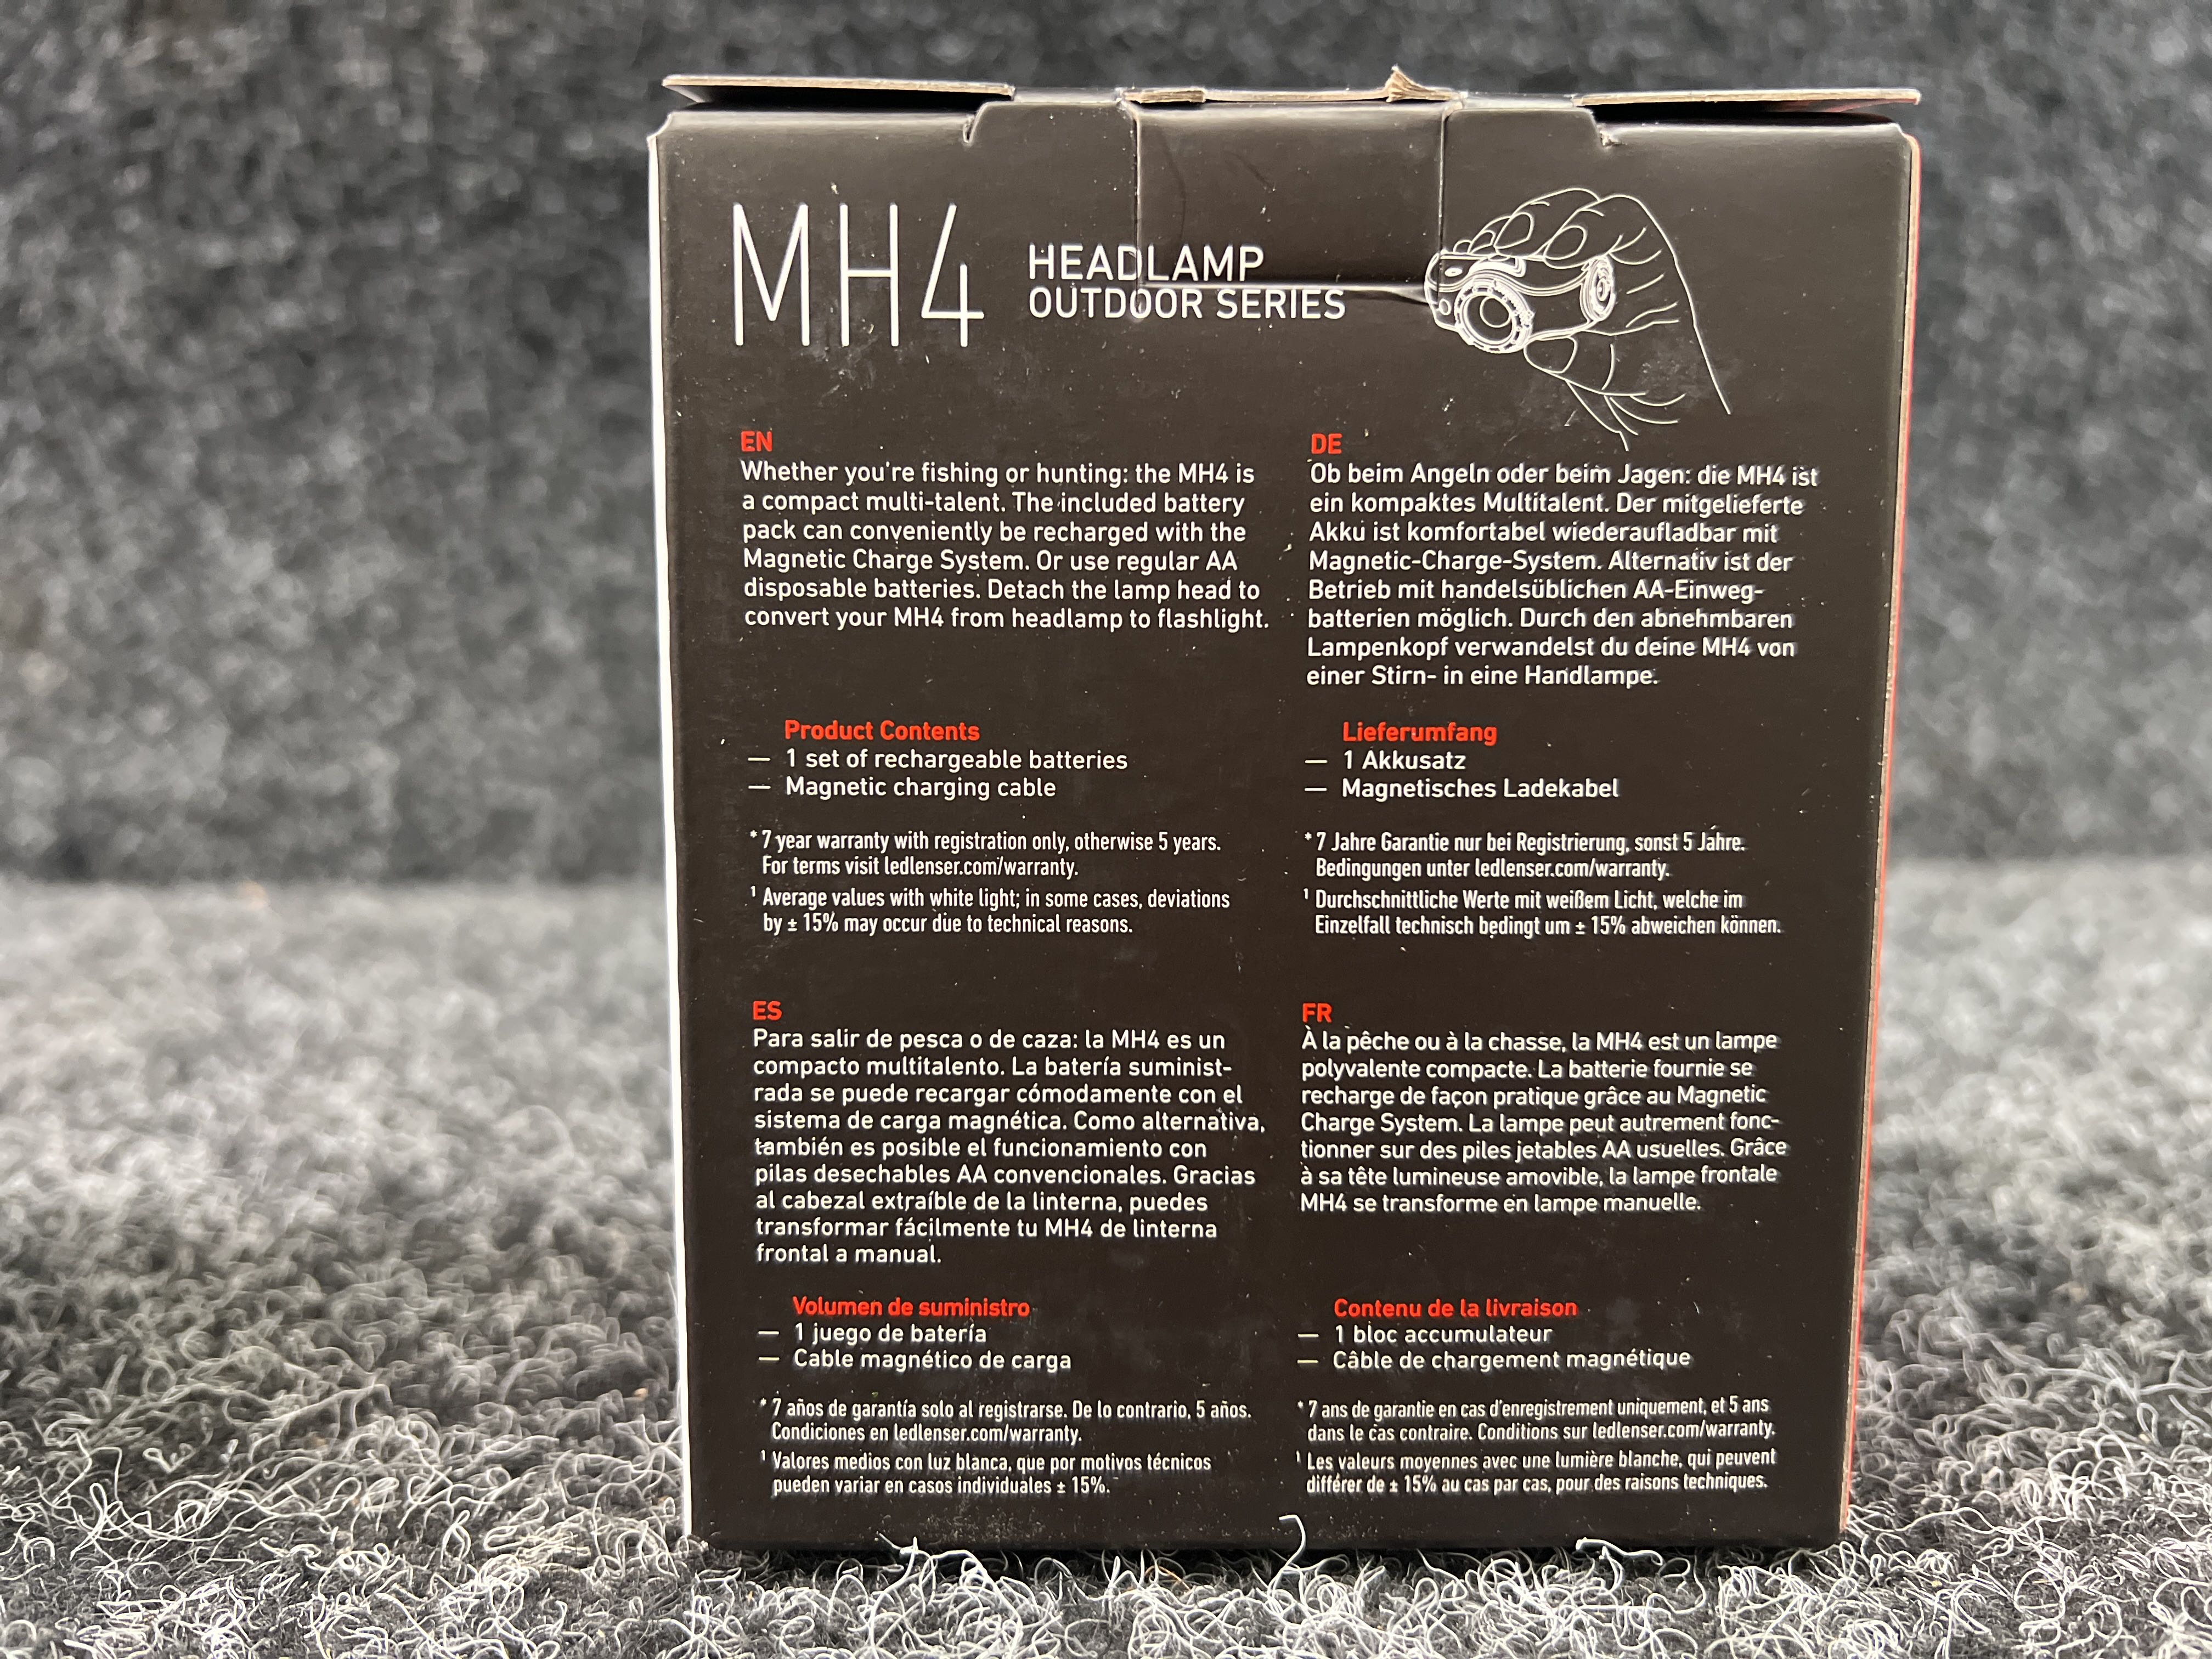 MH4
HEADLAMP
OUTDOOR SERIES
EN
Whether you're fishing or hunting: the MH4 is
a compact multi-talent. The included battery
pack can conveniently be recharged with the
Magnetic Charge System. Or use regular AA
disposable batteries. Detach the lamp head to
convert your MH4 from headlamp to flashlight.
Product Contents
— 1 set of rechargeable batteries
— Magnetic charging cable
* 7 year warranty with registration only, otherwise 5 years.
For terms visit ledlenser.com/warranty.
¹ Average values with white light; in some cases, deviations
by ± 15% may occur due to technical reasons.
DE
Ob beim Angeln oder beim Jagen: die MH4 ist
ein kompaktes Multitalent. Der mitgelieferte
Akku ist komfortabel wiederaufladbar mit
Magnetic-Charge-System. Alternativ ist der
Betrieb mit handelsüblichen AA-Einweg-
batterien möglich. Durch den abnehmbaren
Lampenkopf verwandelst du deine MH4 von
einer Stirn- in eine Handlampe.
Lieferumfang
— 1 Akkusatz
— Magnetisches Ladekabel
* 7 Jahre Garantie nur bei Registrierung, sonst 5 Jahre.
Bedingungen unter ledlenser.com/warranty.
¹ Durchschnittliche Werte mit weißem Licht, welche im
Einzelfall technisch bedingt um ± 15% abweichen können.
ES
Para salir de pesca o de caza: la MH4 es un
compacto multitalento. La batería suminist-
rada se puede recargar cómodamente con el
sistema de carga magnética. Como alternativa,
también es posible el funcionamiento con
pilas desechables AA convencionales. Gracias
al cabezal extraíble de la linterna, puedes
transformar fácilmente tu MH4 de linterna
frontal a manual.
Volumen de suministro
— 1 juego de batería
— Cable magnético de carga
* 7 años de garantía solo al registrarse. De lo contrario, 5 años.
Condiciones en ledlenser.com/warranty.
¹ Valores medios con luz blanca, que por motivos técnicos
pueden variar en casos individuales ± 15%.
FR
À la pêche ou à la chasse, la MH4 est un lampe
polyvalente compacte. La batterie fournie se
recharge de façon pratique grâce au Magnetic
Charge System. La lampe peut autrement fonc-
tionner sur des piles jetables AA usuelles. Grâce
à sa tête lumineuse amovible, la lampe frontale
MH4 se transforme en lampe manuelle.
Contenu de la livraison
— 1 bloc accumulateur
— Câble de chargement magnétique
* 7 ans de garantie en cas d'enregistrement uniquement, et 5 ans
dans le cas contraire. Conditions sur ledlenser.com/warranty.
¹ Les valeurs moyennes avec une lumière blanche, qui peuvent
différer de ± 15% au cas par cas, pour des raisons techniques.